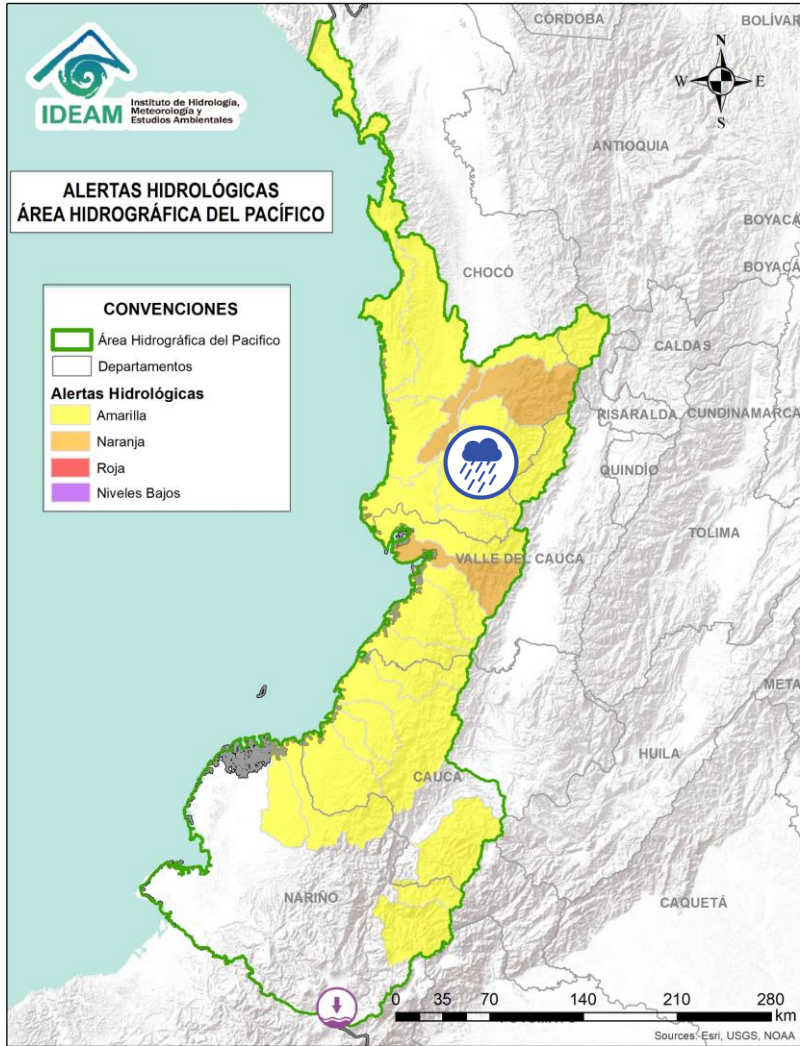 CÓRDOBA
BOLÍVAR
N
W
E
S
IDEAM
Instituto de Hidrología,
Meteorología y
Estudios Ambientales
ANTIOQUIA
ALERTAS HIDROLÓGICAS
ÁREA HIDROGRÁFICA DEL PACÍFICO
BOYACÁ
BOYACÁ
CHOCÓ
CONVENCIONES
Área Hidrográfica del Pacífico
Departamentos
Alertas Hidrológicas
Amarilla
Naranja
Roja
Niveles Bajos
CALDAS
RISARALDA
CUNDINAMARCA
QUINDÍO
TOLIMA
VALLE DEL CAUCA
META
HUILA
CAUCA
NARIÑO
CAQUETÁ
0 35 70 140 210 280
km
Sources: Esri, USGS, NOAA